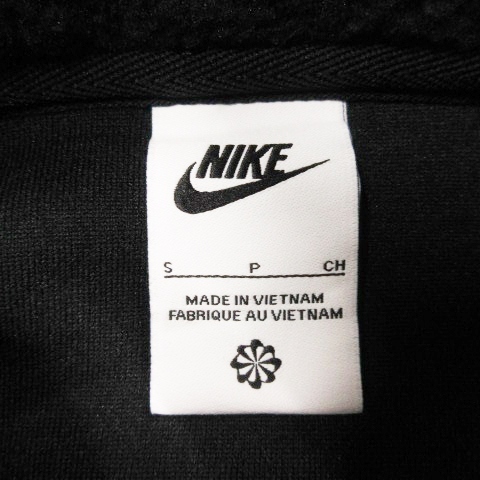 NIKE
S P CH
MADE IN VIETNAM
FABRIQUE AU VIETNAM